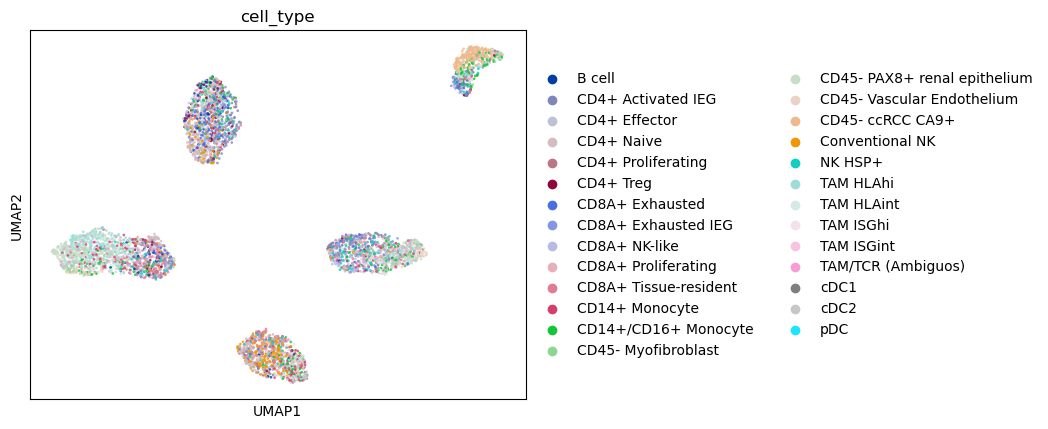 cell_type
UMAP2
UMAP1
B cell
CD4+ Activated IEG
CD4+ Effector
CD4+ Naive
CD4+ Proliferating
CD4+ Treg
CD8A+ Exhausted
CD8A+ Exhausted IEG
CD8A+ NK-like
CD8A+ Proliferating
CD8A+ Tissue-resident
CD14+ Monocyte
CD14+/CD16+ Monocyte
CD45- Myofibroblast
CD45- PAX8+ renal epithelium
CD45- Vascular Endothelium
CD45- ccRCC CA9+
Conventional NK
NK HSP+
TAM HLAhi
TAM HLAint
TAM ISGhi
TAM ISGint
TAM/TCR (Ambiguos)
cDC1
cDC2
pDC